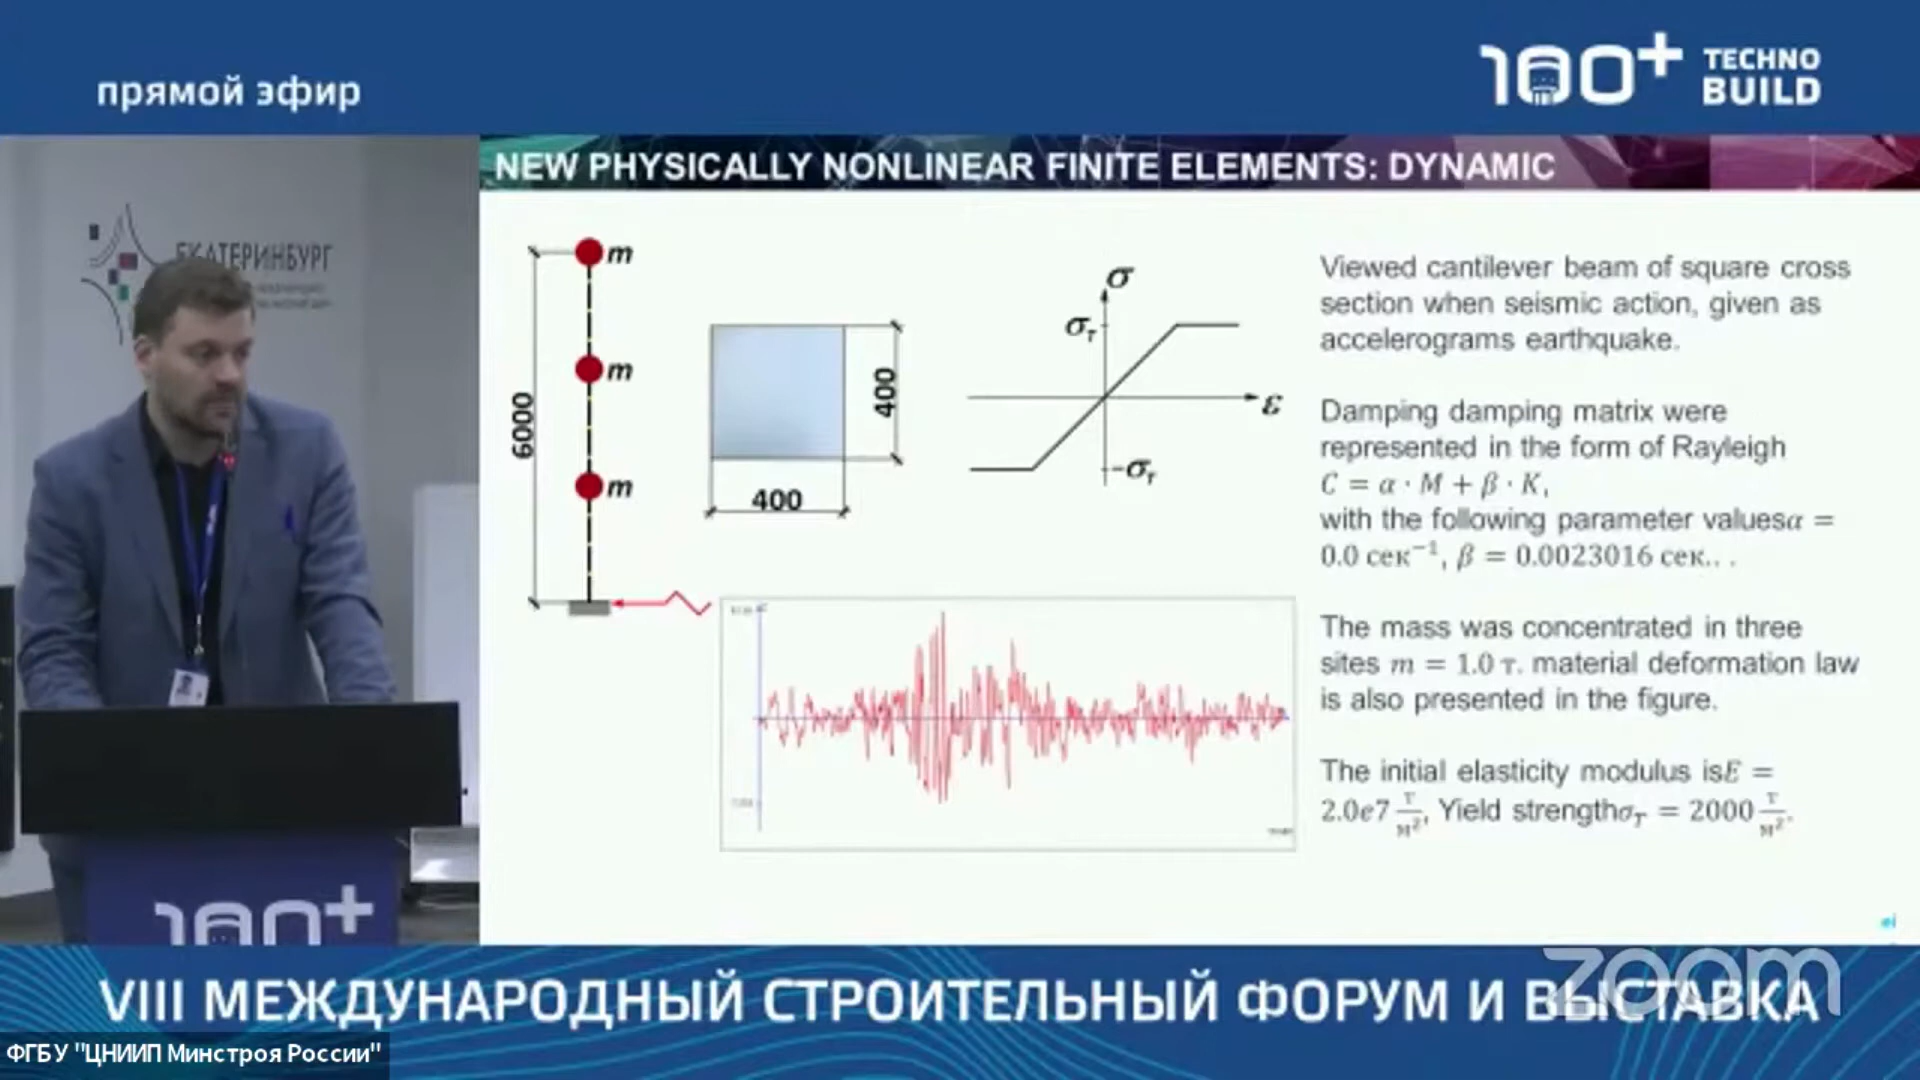 прямой эфир
100+ TECHNO
BUILD
ЕКАТЕРИНБУРГ
NEW PHYSICALLY NONLINEAR FINITE ELEMENTS: DYNAMIC
m
m
m
6000
400
400
σ
σт
ε
-σт
Viewed cantilever beam of square cross
section when seismic action, given as
accelerograms earthquake.
Damping damping matrix were
represented in the form of Rayleigh
C = α · M + β · K,
with the following parameter valuesα =
0.0 сек⁻¹, β = 0.0023016 сек.. .
The mass was concentrated in three
sites m = 1.0 т. material deformation law
is also presented in the figure.
The initial elasticity modulus isE =
2.0e7 т/м², Yield strengthσт = 2000 т/м².
100+
zoom
VIII МЕЖДУНАРОДНЫЙ СТРОИТЕЛЬНЫЙ ФОРУМ И ВЫСТАВКА
ФГБУ "ЦНИИП Минстроя России"